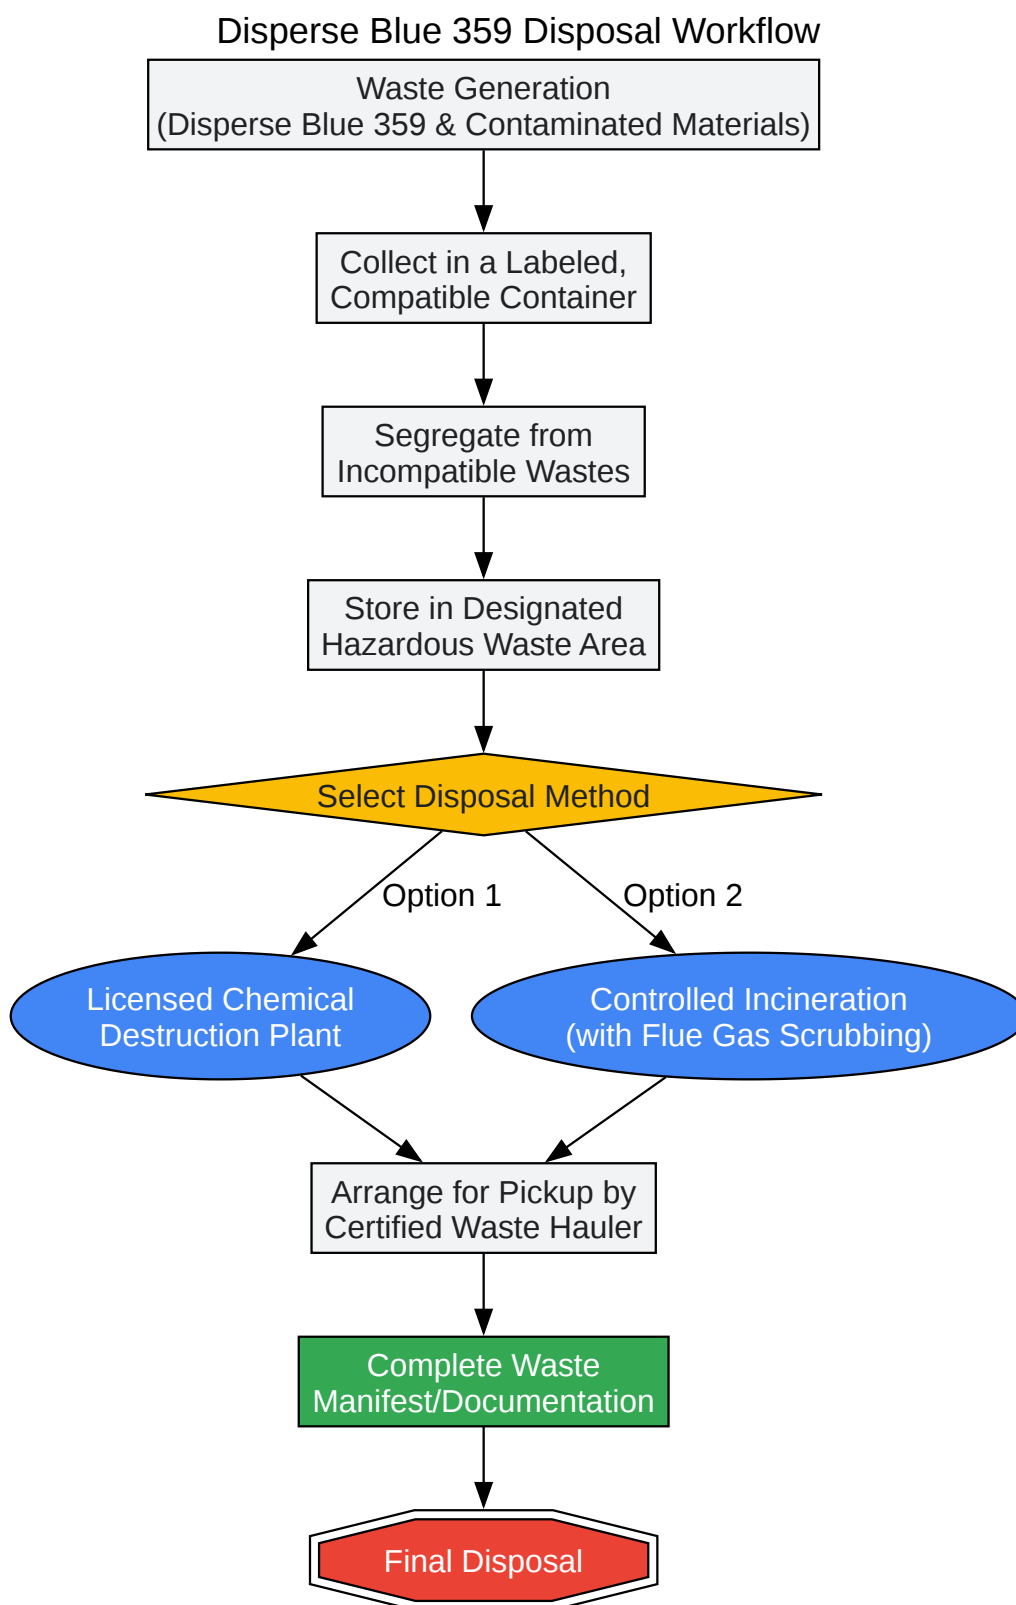 Disperse Blue 359 Disposal Workflow
Waste Generation
(Disperse Blue 359 & Contaminated Materials)
Collect in a Labeled,
Compatible Container
Segregate from
Incompatible Wastes
Store in Designated
Hazardous Waste Area
Select Disposal Method
Option 1
Option 2
Licensed Chemical
Destruction Plant
Controlled Incineration
(with Flue Gas Scrubbing)
Arrange for Pickup by
Certified Waste Hauler
Complete Waste
Manifest/Documentation
Final Disposal